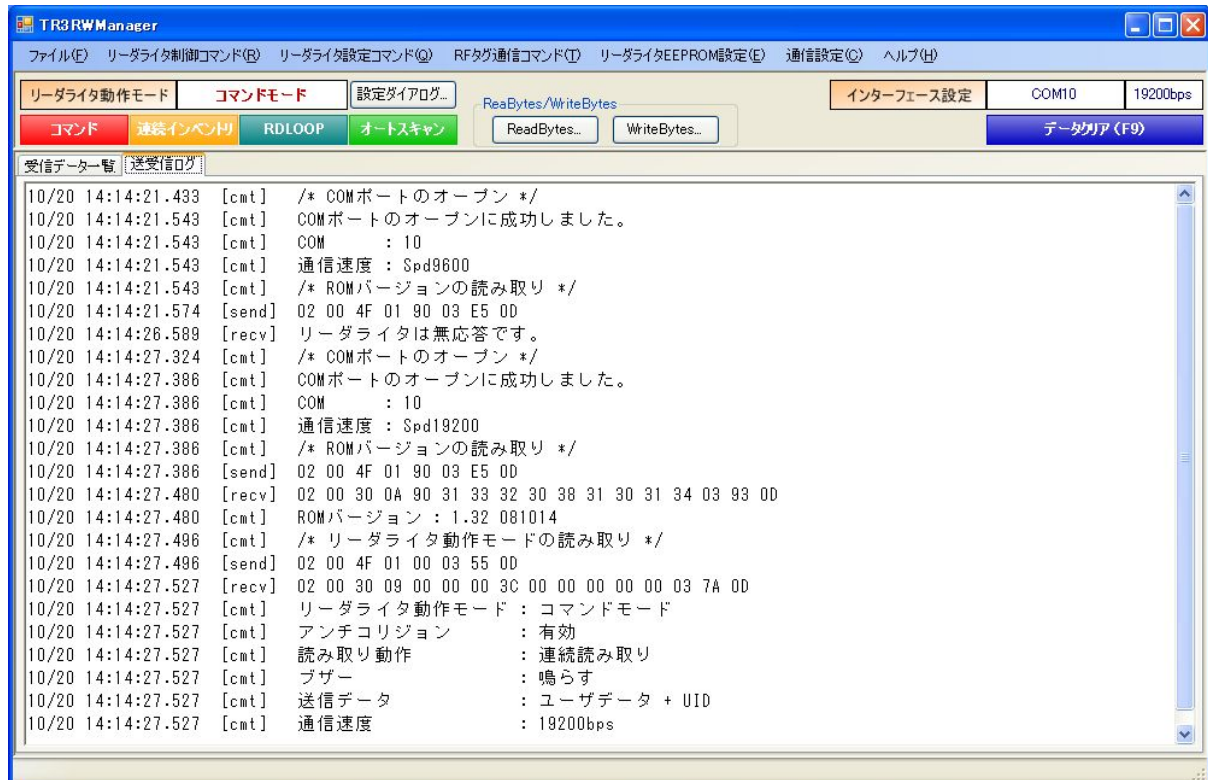 TR3RWManager
ファイル(F) リーダライタ制御コマンド(R) リーダライタ設定コマンド(Q) RFタグ通信コマンド(T) リーダライタEEPROM設定(E) 通信設定(C) ヘルプ(H)
リーダライタ動作モード コマンドモード 設定ダイアログ... ReaBytes/WriteBytes インターフェース設定 COM10 19200bps
コマンド 連続インベントリ RDLOOP オートスキャン ReadBytes... WriteBytes... データクリア (F9)
受信データ一覧 送受信ログ
10/20 14:14:21.433 [cmt] /* COMポートのオープン */
10/20 14:14:21.543 [cmt] COMポートのオープンに成功しました。
10/20 14:14:21.543 [cmt] COM : 10
10/20 14:14:21.543 [cmt] 通信速度 : Spd9600
10/20 14:14:21.543 [cmt] /* ROMバージョンの読み取り */
10/20 14:14:21.574 [send] 02 00 4F 01 90 03 E5 0D
10/20 14:14:26.589 [recv] リーダライタは無応答です。
10/20 14:14:27.324 [cmt] /* COMポートのオープン */
10/20 14:14:27.386 [cmt] COMポートのオープンに成功しました。
10/20 14:14:27.386 [cmt] COM : 10
10/20 14:14:27.386 [cmt] 通信速度 : Spd19200
10/20 14:14:27.386 [cmt] /* ROMバージョンの読み取り */
10/20 14:14:27.386 [send] 02 00 4F 01 90 03 E5 0D
10/20 14:14:27.480 [recv] 02 00 30 0A 90 31 33 32 30 38 31 30 31 34 03 93 0D
10/20 14:14:27.480 [cmt] ROMバージョン : 1.32 081014
10/20 14:14:27.496 [cmt] /* リーダライタ動作モードの読み取り */
10/20 14:14:27.496 [send] 02 00 4F 01 00 03 55 0D
10/20 14:14:27.527 [recv] 02 00 30 09 00 00 00 3C 00 00 00 00 00 03 7A 0D
10/20 14:14:27.527 [cmt] リーダライタ動作モード : コマンドモード
10/20 14:14:27.527 [cmt] アンチコリジョン : 有効
10/20 14:14:27.527 [cmt] 読み取り動作 : 連続読み取り
10/20 14:14:27.527 [cmt] ブザー : 鳴らす
10/20 14:14:27.527 [cmt] 送信データ : ユーザデータ + UID
10/20 14:14:27.527 [cmt] 通信速度 : 19200bps